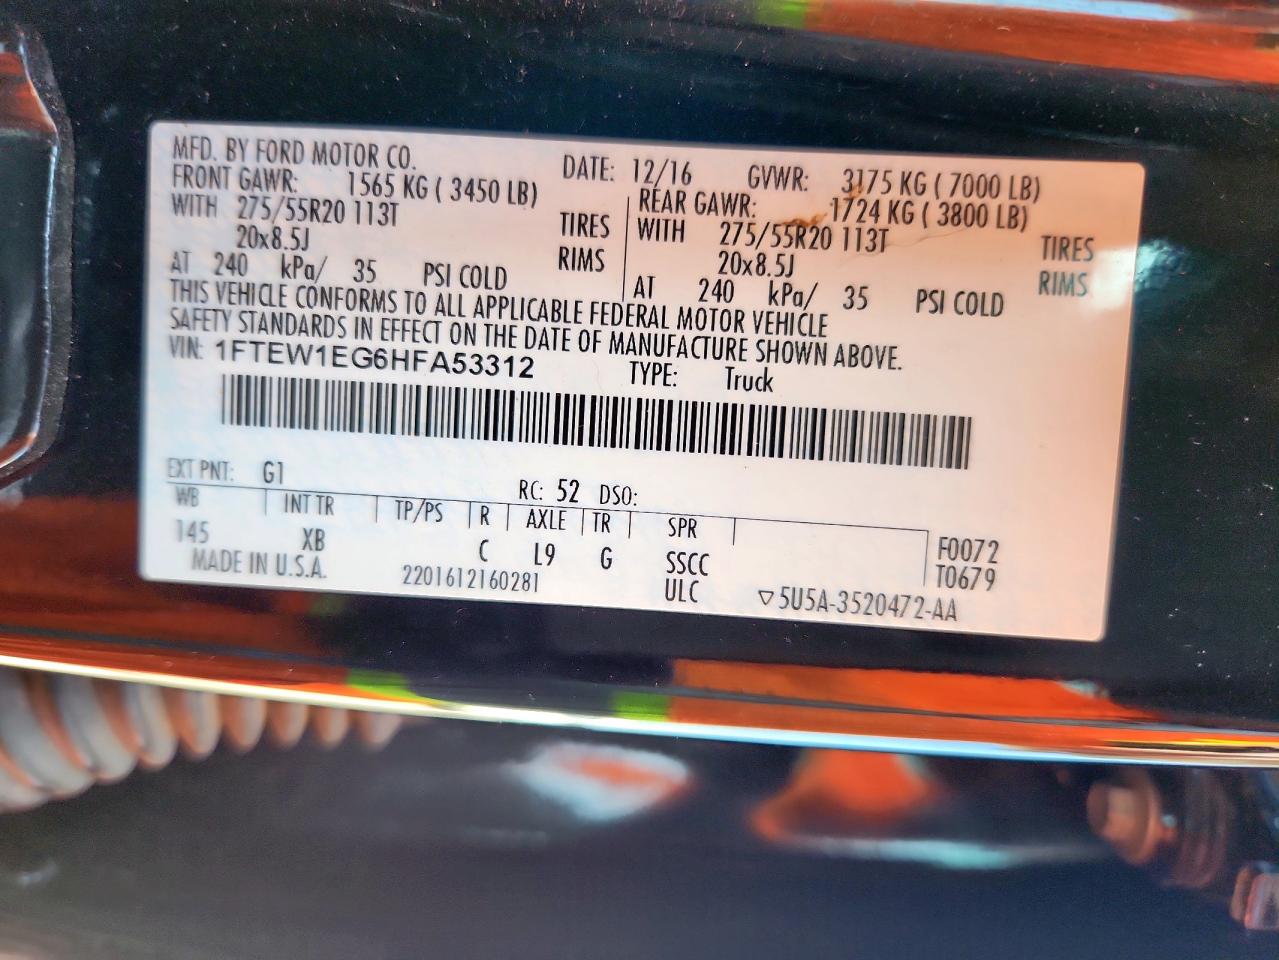 MFD. BY FORD MOTOR CO. DATE: 12/16 GVWR: 3175 KG ( 7000 LB)
FRONT GAWR: 1565 KG ( 3450 LB) REAR GAWR: 1724 KG ( 3800 LB)
WITH 275/55R20 113T TIRES WITH 275/55R20 113T TIRES
20x8.5J RIMS 20x8.5J RIMS
AT 240 kPa/ 35 PSI COLD AT 240 kPa/ 35 PSI COLD
THIS VEHICLE CONFORMS TO ALL APPLICABLE FEDERAL MOTOR VEHICLE
SAFETY STANDARDS IN EFFECT ON THE DATE OF MANUFACTURE SHOWN ABOVE.
VIN: 1FTEW1EG6HFA53312 TYPE: Truck
EXT PNT: G1 RC: 52 DSO:
WB INT TR TP/PS R AXLE TR SPR
145 XB C L9 G SSCC F0072
MADE IN U.S.A. 2201612160281 ULC T0679
▽5U5A-3520472-AA